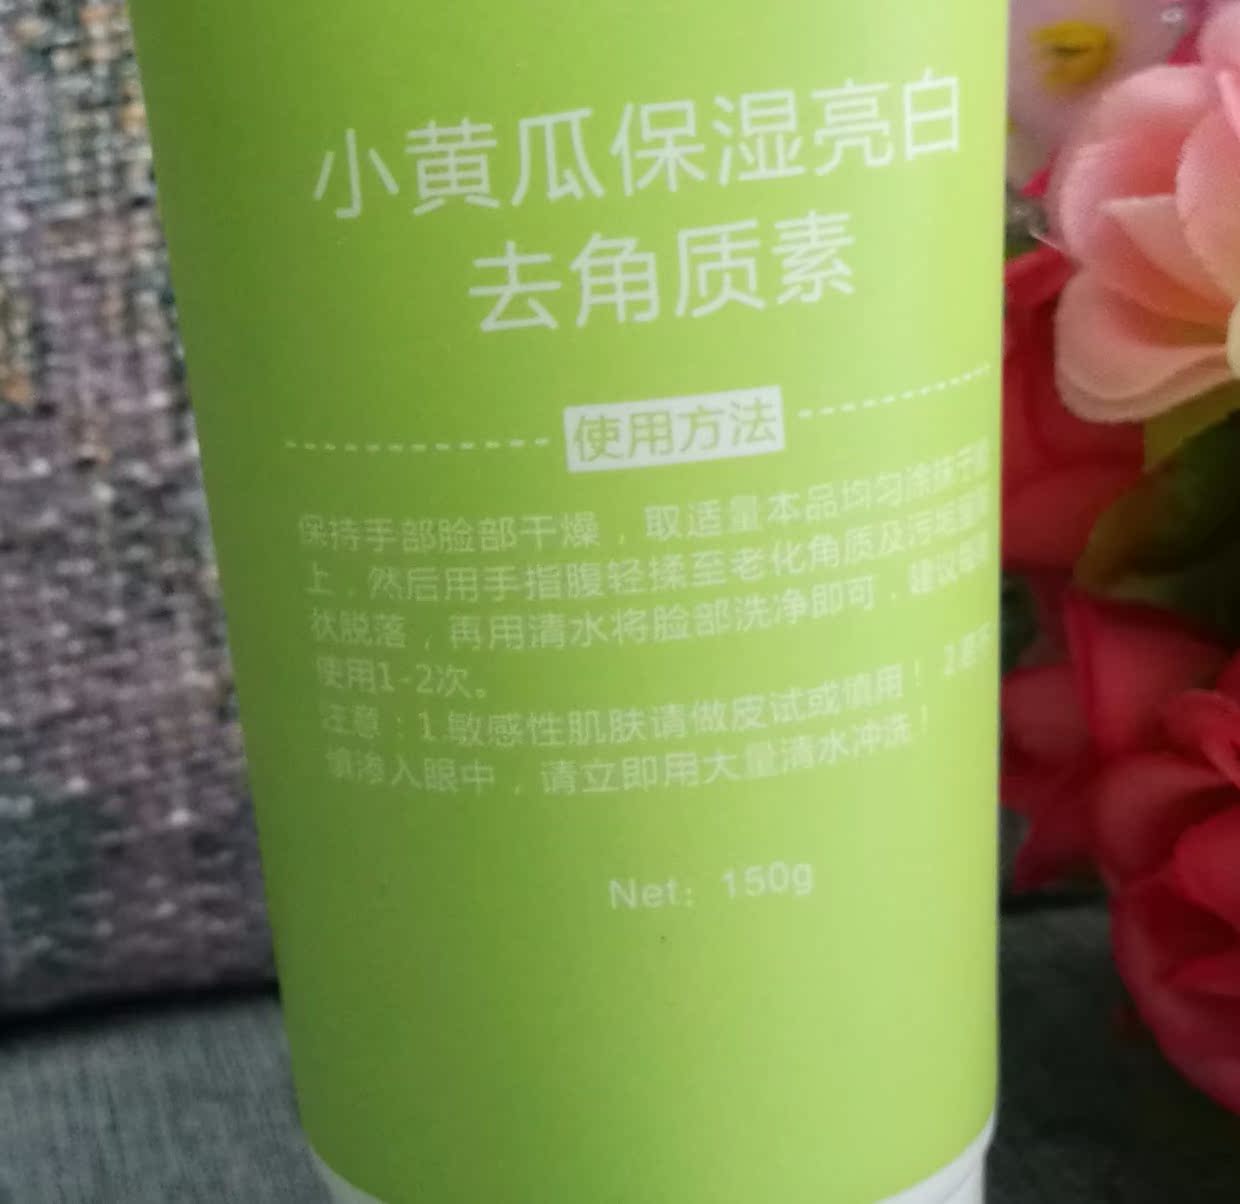 小黄瓜保湿亮白
去角质素
使用方法
保持手部脸部干燥，取适量本品均匀涂抹于
上，然后用手指腹轻揉至老化角质及污垢
状脱落，再用清水将脸部洗净即可，建议每
使用1-2次。
注意：1.敏感性肌肤请做皮试或慎用！2.
慎渗入眼中，请立即用大量清水冲洗！
Net: 150g